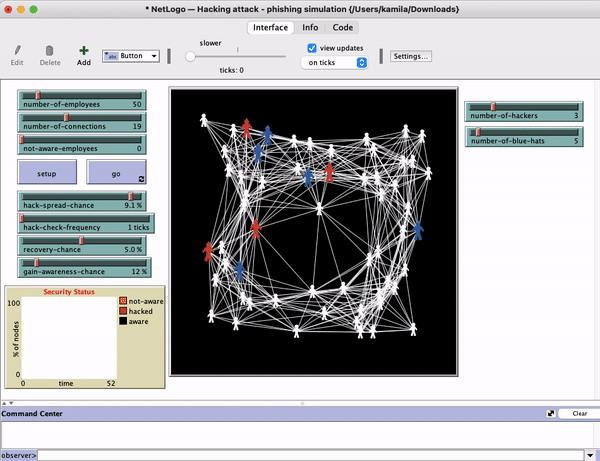 * NetLogo — Hacking attack - phishing simulation {/Users/kamila/Downloads}
Interface Info Code
Edit Delete Add
abc Button
slower
ticks: 0
view updates
on ticks
Settings...
number-of-employees 50
number-of-connections 19
not-aware-employees 0
setup go
hack-spread-chance 9.1 %
hack-check-frequency 1 ticks
recovery-chance 5.0 %
gain-awareness-chance 12 %
Security Status
% of nodes
100
0
0 time 52
not-aware
hacked
aware
number-of-hackers 3
number-of-blue-hats 5
Command Center
Clear
observer>